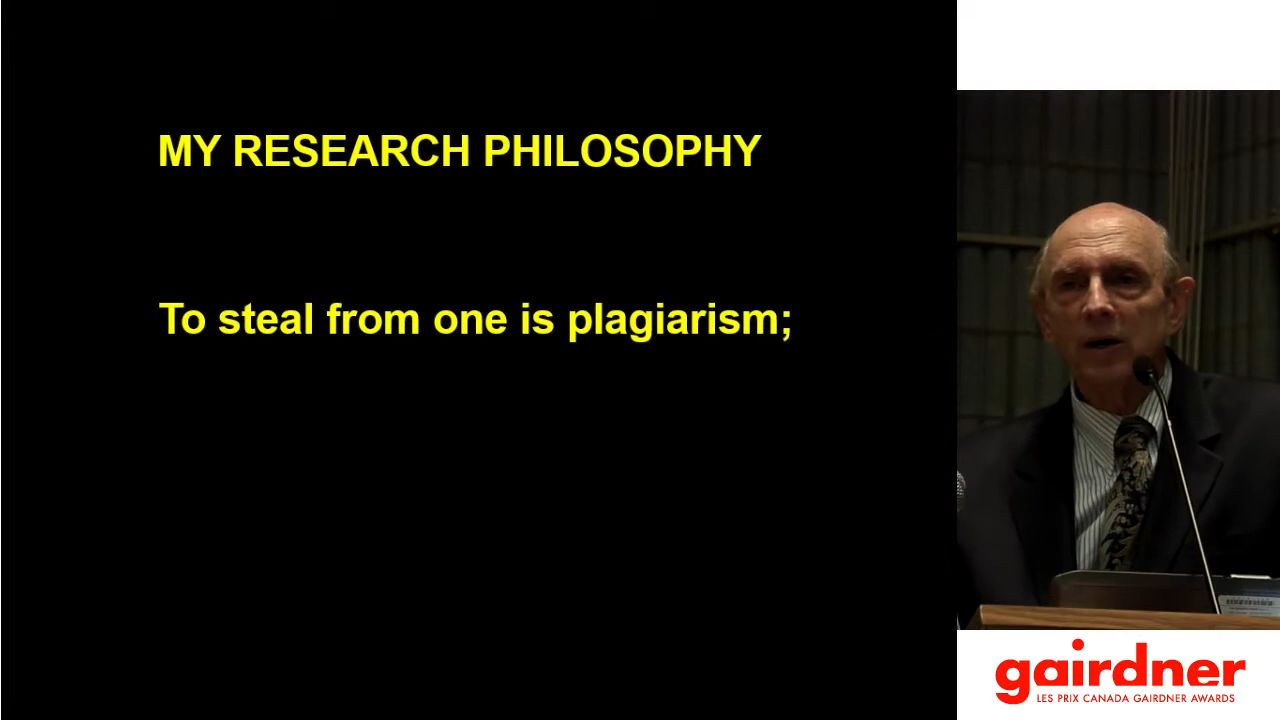 MY RESEARCH PHILOSOPHY
To steal from one is plagiarism;
gairdner
LES PRIX CANADA GAIRDNER AWARDS